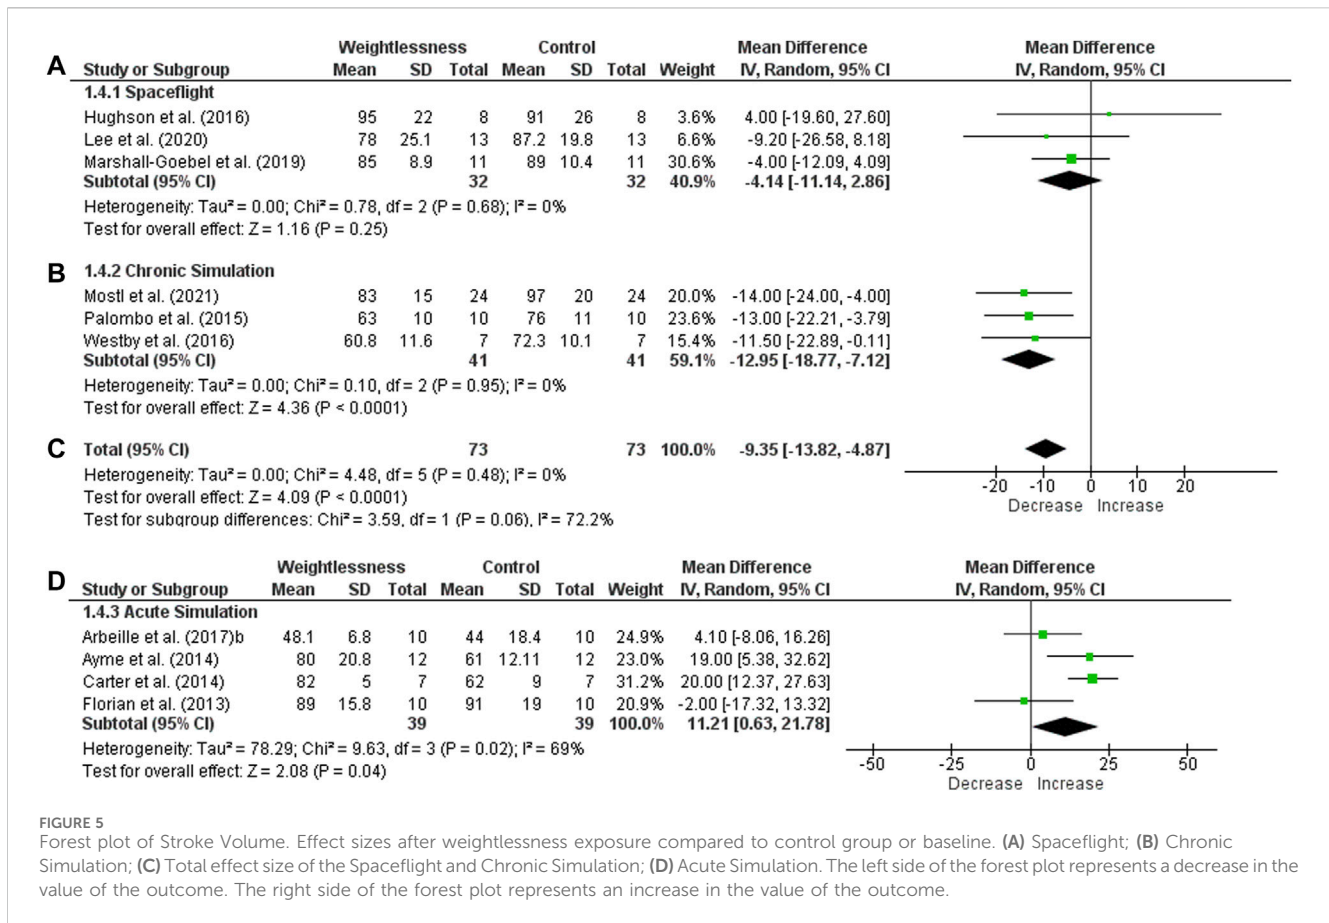 Weightlessness Control Mean Difference Mean Difference
A Study or Subgroup Mean SD Total Mean SD Total Weight IV, Random, 95% CI IV, Random, 95% CI
1.4.1 Spaceflight
Hughson et al. (2016) 95 22 8 91 26 8 3.6% 4.00 [-19.60, 27.60]
Lee et al. (2020) 78 25.1 13 87.2 19.8 13 6.6% -9.20 [-26.58, 8.18]
Marshall-Goebel et al. (2019) 85 8.9 11 89 10.4 11 30.6% -4.00 [-12.09, 4.09]
Subtotal (95% CI) 32 32 40.9% -4.14 [-11.14, 2.86]
Heterogeneity: Tau² = 0.00; Chi² = 0.78, df = 2 (P = 0.68); I² = 0%
Test for overall effect: Z = 1.16 (P = 0.25)
B 1.4.2 Chronic Simulation
Mostl et al. (2021) 83 15 24 97 20 24 20.0% -14.00 [-24.00, -4.00]
Palombo et al. (2015) 63 10 10 76 11 10 23.6% -13.00 [-22.21, -3.79]
Westby et al. (2016) 60.8 11.6 7 72.3 10.1 7 15.4% -11.50 [-22.89, -0.11]
Subtotal (95% CI) 41 41 59.1% -12.95 [-18.77, -7.12]
Heterogeneity: Tau² = 0.00; Chi² = 0.10, df = 2 (P = 0.95); I² = 0%
Test for overall effect: Z = 4.36 (P < 0.0001)
C Total (95% CI) 73 73 100.0% -9.35 [-13.82, -4.87]
Heterogeneity: Tau² = 0.00; Chi² = 4.48, df = 5 (P = 0.48); I² = 0%
Test for overall effect: Z = 4.09 (P < 0.0001)
Test for subgroup differences: Chi² = 3.59, df = 1 (P = 0.06), I² = 72.2%
-20 -10 0 10 20
Decrease Increase
Weightlessness Control Mean Difference Mean Difference
D Study or Subgroup Mean SD Total Mean SD Total Weight IV, Random, 95% CI IV, Random, 95% CI
1.4.3 Acute Simulation
Arbeille et al. (2017)b 48.1 6.8 10 44 18.4 10 24.9% 4.10 [-8.06, 16.26]
Ayme et al. (2014) 80 20.8 12 61 12.11 12 23.0% 19.00 [5.38, 32.62]
Carter et al. (2014) 82 5 7 62 9 7 31.2% 20.00 [12.37, 27.63]
Florian et al. (2013) 89 15.8 10 91 19 10 20.9% -2.00 [-17.32, 13.32]
Subtotal (95% CI) 39 39 100.0% 11.21 [0.63, 21.78]
Heterogeneity: Tau² = 78.29; Chi² = 9.63, df = 3 (P = 0.02); I² = 69%
Test for overall effect: Z = 2.08 (P = 0.04)
-50 -25 0 25 50
Decrease Increase
FIGURE 5
Forest plot of Stroke Volume. Effect sizes after weightlessness exposure compared to control group or baseline. (A) Spaceflight; (B) Chronic
Simulation; (C) Total effect size of the Spaceflight and Chronic Simulation; (D) Acute Simulation. The left side of the forest plot represents a decrease in the
value of the outcome. The right side of the forest plot represents an increase in the value of the outcome.